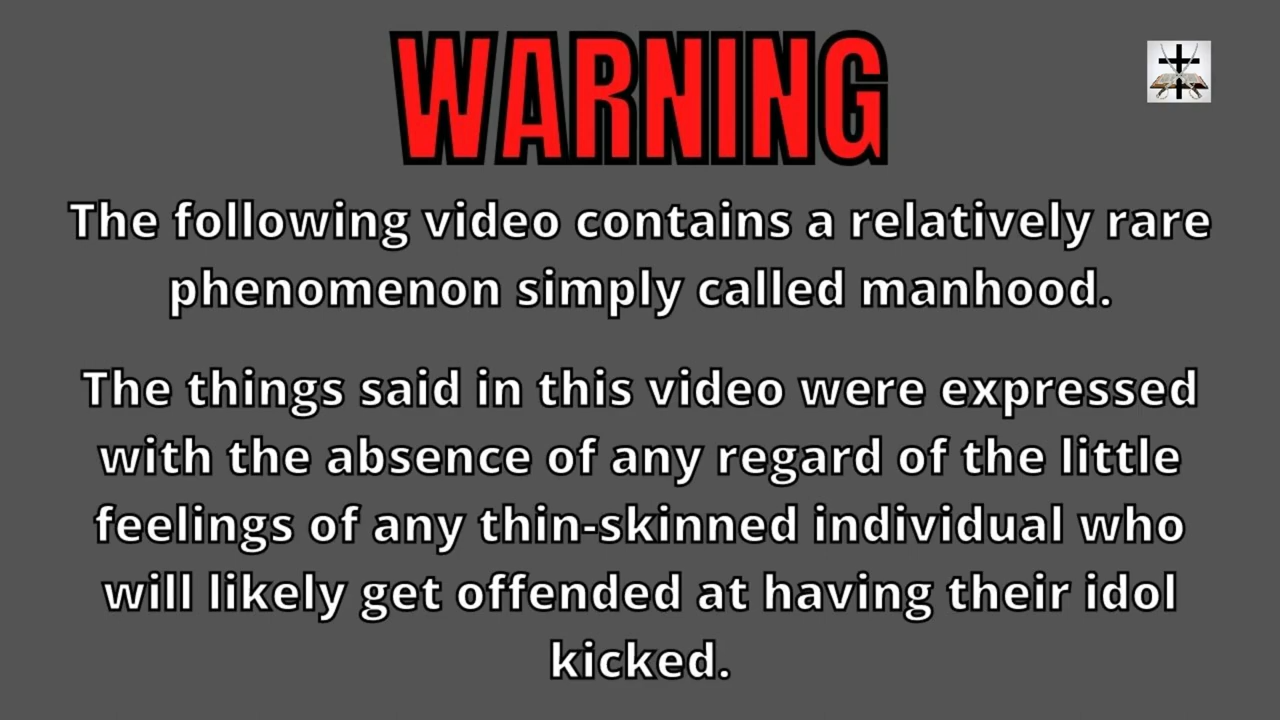 WARNING
The following video contains a relatively rare
phenomenon simply called manhood.
The things said in this video were expressed
with the absence of any regard of the little
feelings of any thin-skinned individual who
will likely get offended at having their idol
kicked.